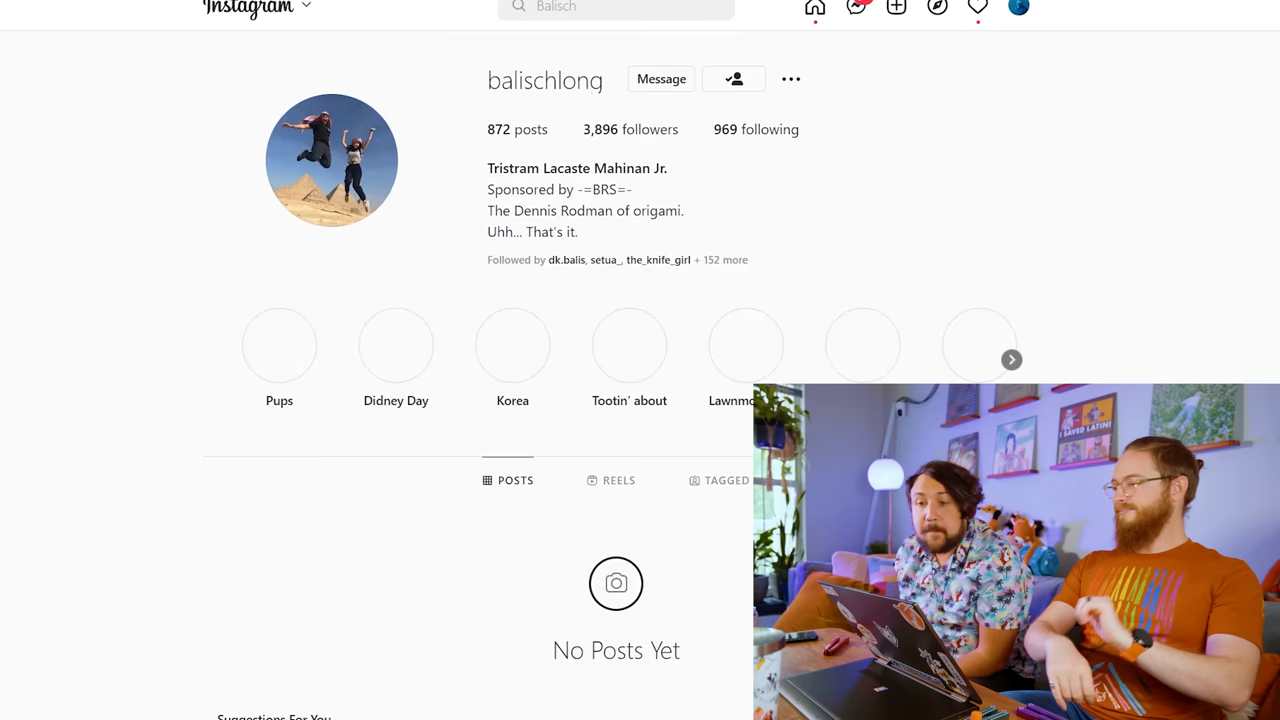 Instagram
Balisch
balischlong
Message
872 posts
3,896 followers
969 following
Tristram Lacaste Mahinan Jr.
Sponsored by -=BRS=-
The Dennis Rodman of origami.
Uhh... That's it.
Followed by dk.balis, setua_, the_knife_girl + 152 more
Pups
Didney Day
Korea
Tootin' about
Lawnmo
POSTS
REELS
TAGGED
I SAVED LATIN!
No Posts Yet
Suggestions For You